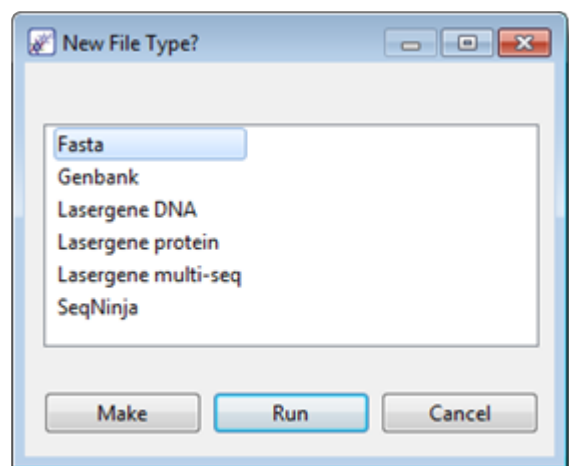 New File Type?
Fasta
Genbank
Lasergene DNA
Lasergene protein
Lasergene multi-seq
SeqNinja
Make Run Cancel